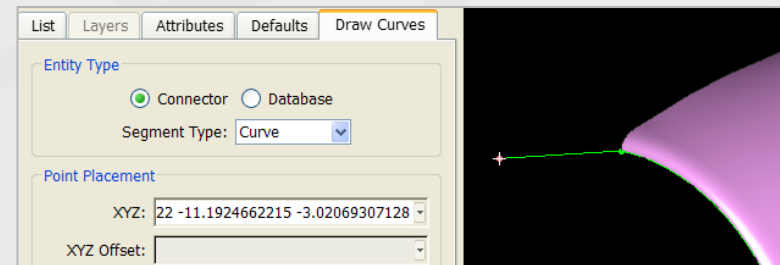 List Layers Attributes Defaults Draw Curves
Entity Type
Connector Database
Segment Type: Curve
Point Placement
XYZ: 22 -11.1924662215 -3.02069307128
XYZ Offset: